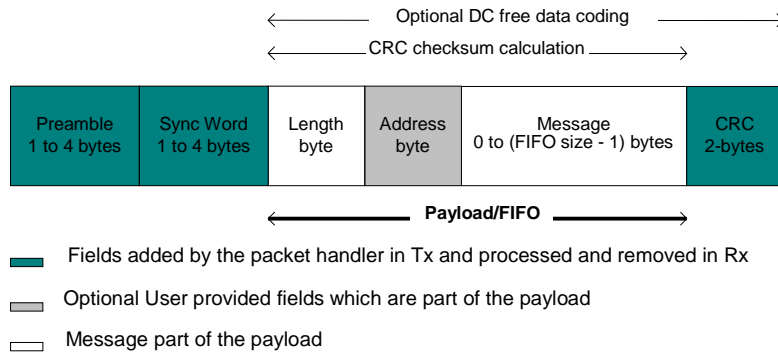 Optional DC free data coding
CRC checksum calculation
Preamble
1 to 4 bytes
Sync Word
1 to 4 bytes
Length
byte
Address
byte
Message
0 to (FIFO size - 1) bytes
CRC
2-bytes
Payload/FIFO
Fields added by the packet handler in Tx and processed and removed in Rx
Optional User provided fields which are part of the payload
Message part of the payload